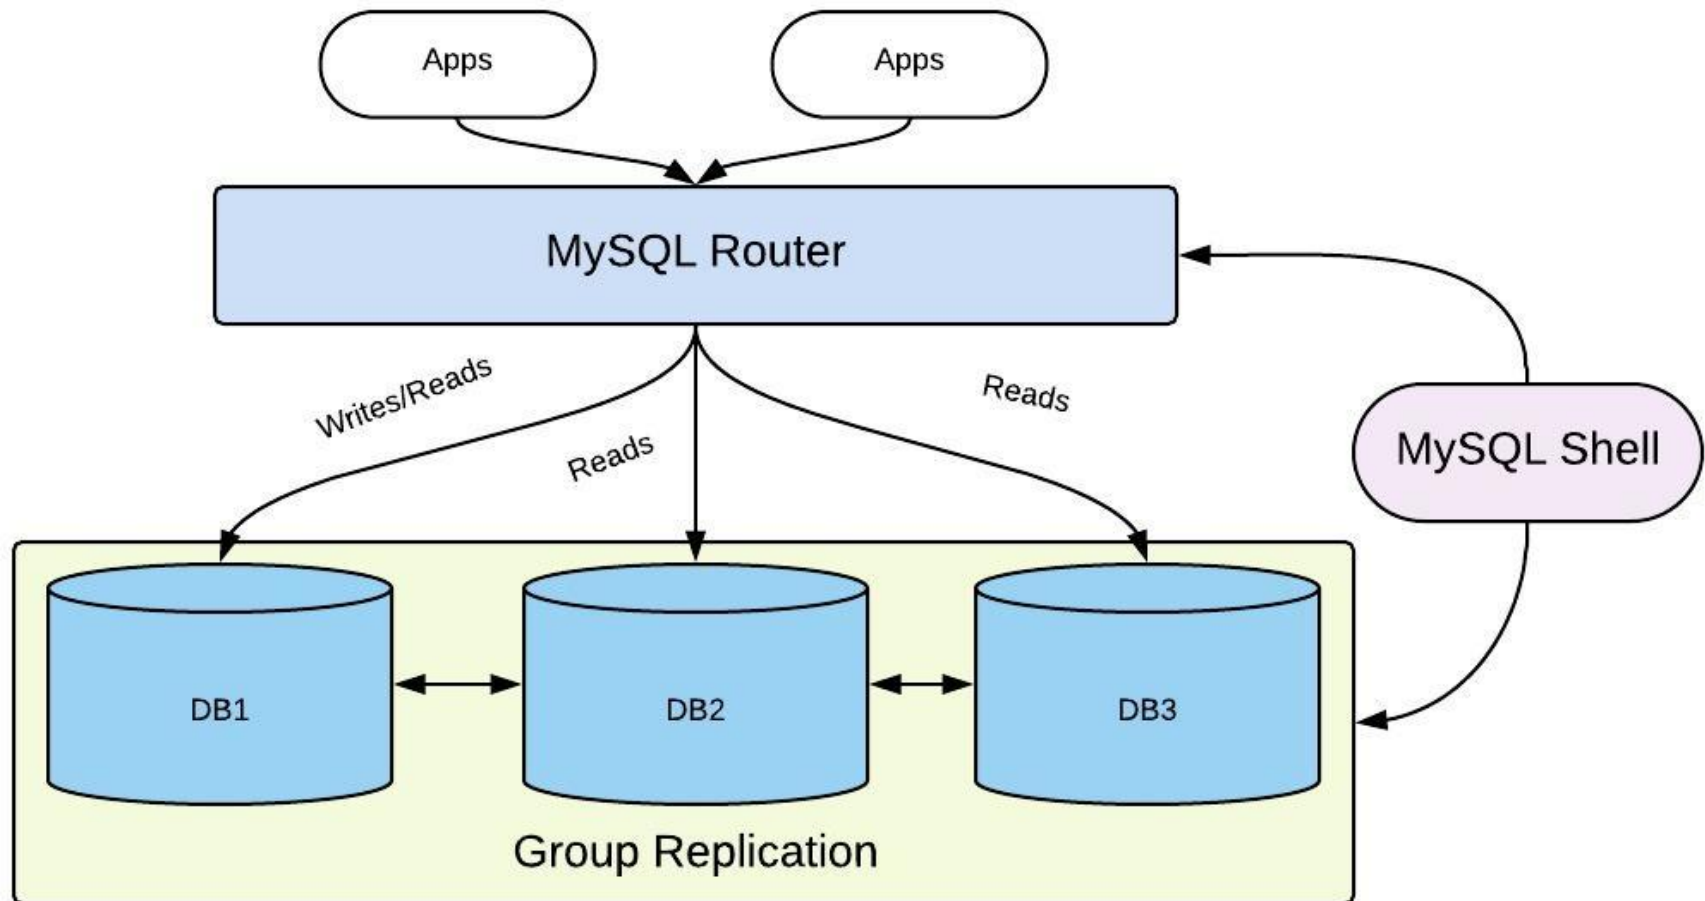 Apps
Apps
MySQL Router
Writes/Reads
Reads
Reads
MySQL Shell
DB1
DB2
DB3
Group Replication